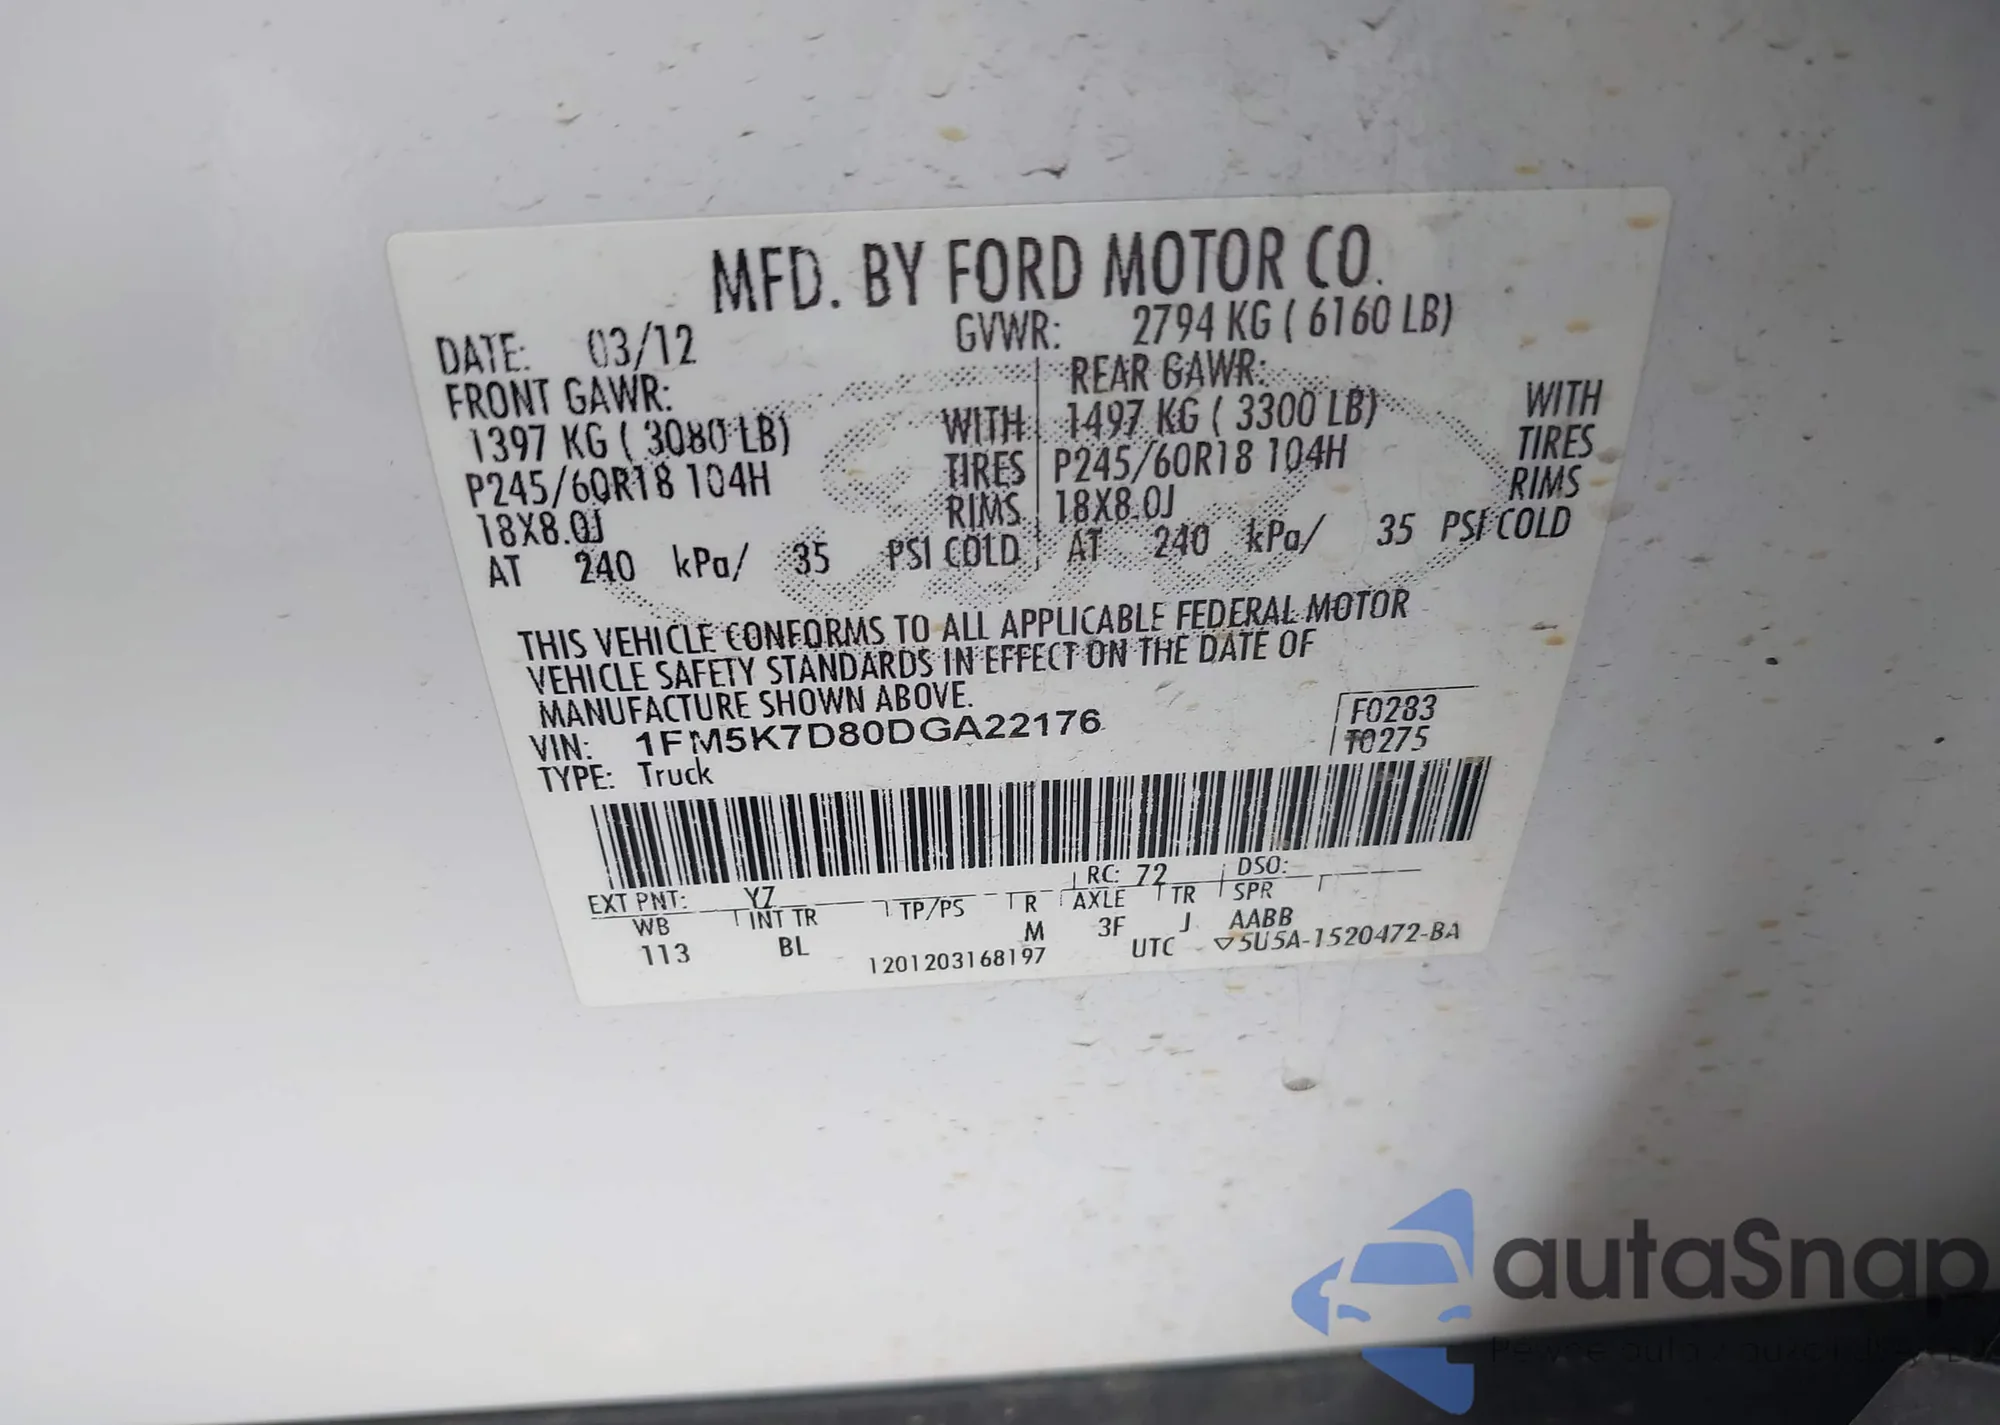 MFD. BY FORD MOTOR CO.
DATE: 03/12 GVWR: 2794 KG ( 6160 LB)
FRONT GAWR: REAR GAWR:
1397 KG ( 3080 LB) WITH 1497 KG ( 3300 LB) WITH
P245/60R18 104H TIRES P245/60R18 104H TIRES
18X8.0J RIMS 18X8.0J RIMS
AT 240 kPa/ 35 PSI COLD AT 240 kPa/ 35 PSI COLD
THIS VEHICLE CONFORMS TO ALL APPLICABLE FEDERAL MOTOR
VEHICLE SAFETY STANDARDS IN EFFECT ON THE DATE OF
MANUFACTURE SHOWN ABOVE.
VIN: 1FM5K7D80DGA22176 F0283
TYPE: Truck T0275
EXT PNT: YZ RC: 72 DSO:
WB INT TR TP/PS R AXLE TR SPR
113 BL M 3F J AABB
1201203168197 UTC ▽5U5A-1520472-BA
autaSnap